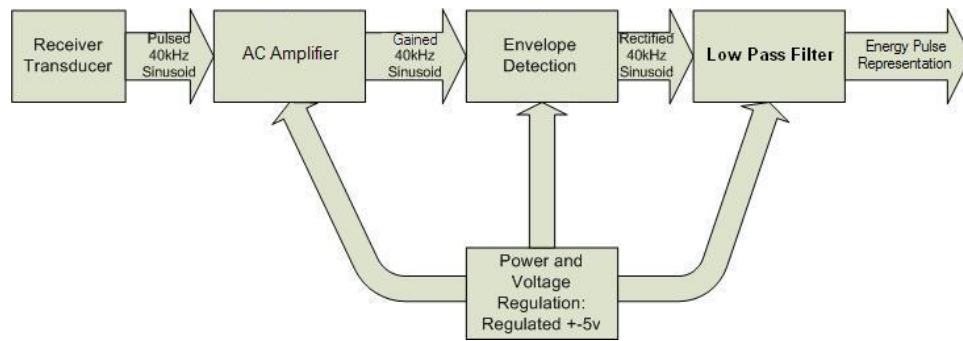 Receiver
Transducer
Pulsed
40kHz
Sinusoid
AC Amplifier
Gained
40kHz
Sinusoid
Envelope
Detection
Rectified
40kHz
Sinusoid
Low Pass Filter
Energy Pulse
Representation
Power and
Voltage
Regulation:
Regulated +-5v